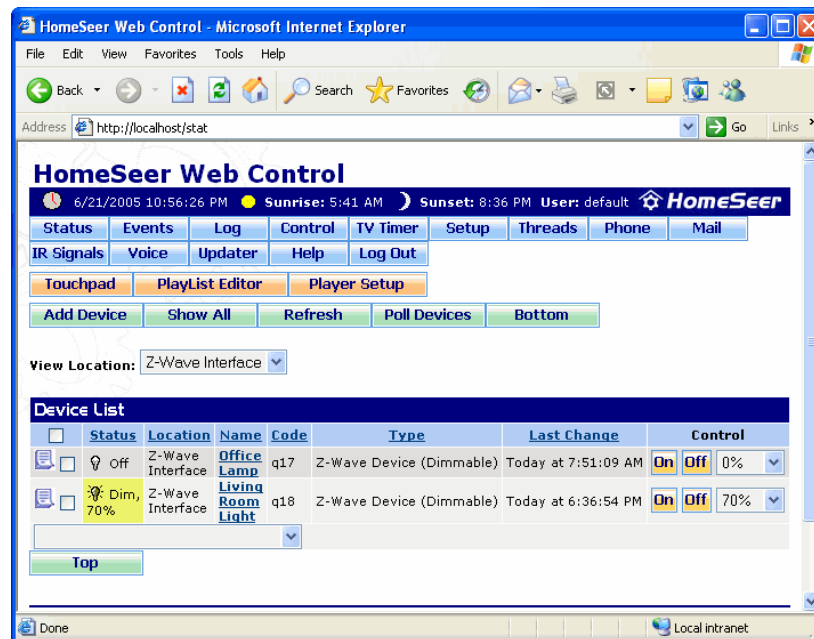 HomeSeer Web Control - Microsoft Internet Explorer
File Edit View Favorites Tools Help
Back Search Favorites
Address http://localhost/stat Go Links
HomeSeer Web Control
6/21/2005 10:56:26 PM Sunrise: 5:41 AM Sunset: 8:36 PM User: default HomeSeer
Status Events Log Control TV Timer Setup Threads Phone Mail
IR Signals Voice Updater Help Log Out
Touchpad PlayList Editor Player Setup
Add Device Show All Refresh Poll Devices Bottom
View Location: Z-Wave Interface
Device List
Status Location Name Code Type Last Change Control
Off Z-Wave Interface Office Lamp q17 Z-Wave Device (Dimmable) Today at 7:51:09 AM On Off 0%
Dim, 70% Z-Wave Interface Living Room Light q18 Z-Wave Device (Dimmable) Today at 6:36:54 PM On Off 70%
Top
Done Local intranet